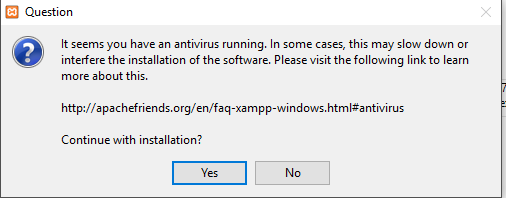 Question
It seems you have an antivirus running. In some cases, this may slow down or
interfere the installation of the software. Please visit the following link to learn
more about this.
http://apachefriends.org/en/faq-xampp-windows.html#antivirus
Continue with installation?
Yes
No